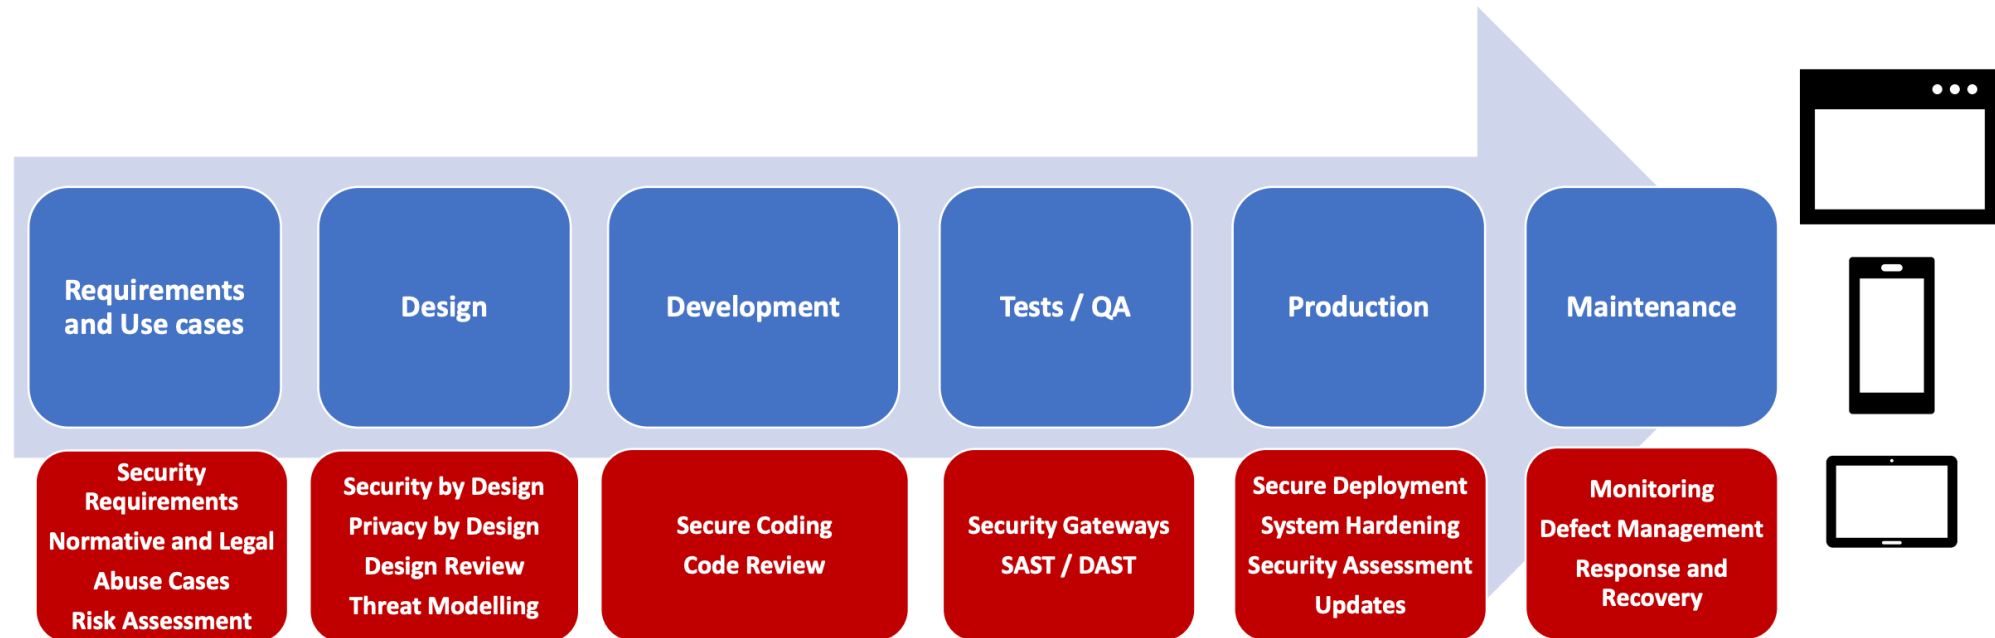 Requirements
and Use cases
Design
Development
Tests / QA
Production
Maintenance
Security
Requirements
Normative and Legal
Abuse Cases
Risk Assessment
Security by Design
Privacy by Design
Design Review
Threat Modelling
Secure Coding
Code Review
Security Gateways
SAST / DAST
Secure Deployment
System Hardening
Security Assessment
Updates
Monitoring
Defect Management
Response and
Recovery